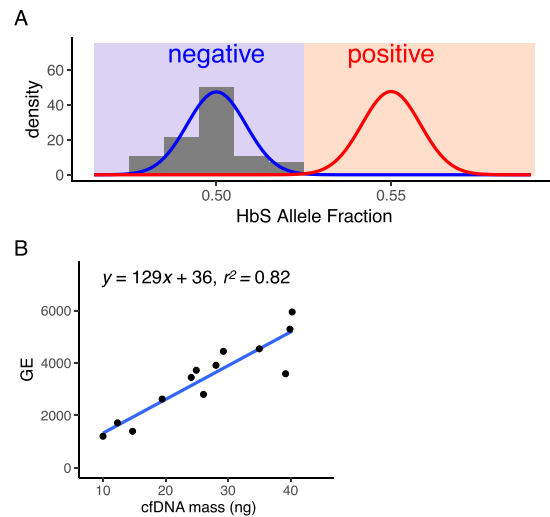 A
negative positive
density
60
40
20
0
0.50 0.55
HbS Allele Fraction
B
y = 129x + 36, r² = 0.82
GE
6000
4000
2000
0
10 20 30 40
cfDNA mass (ng)